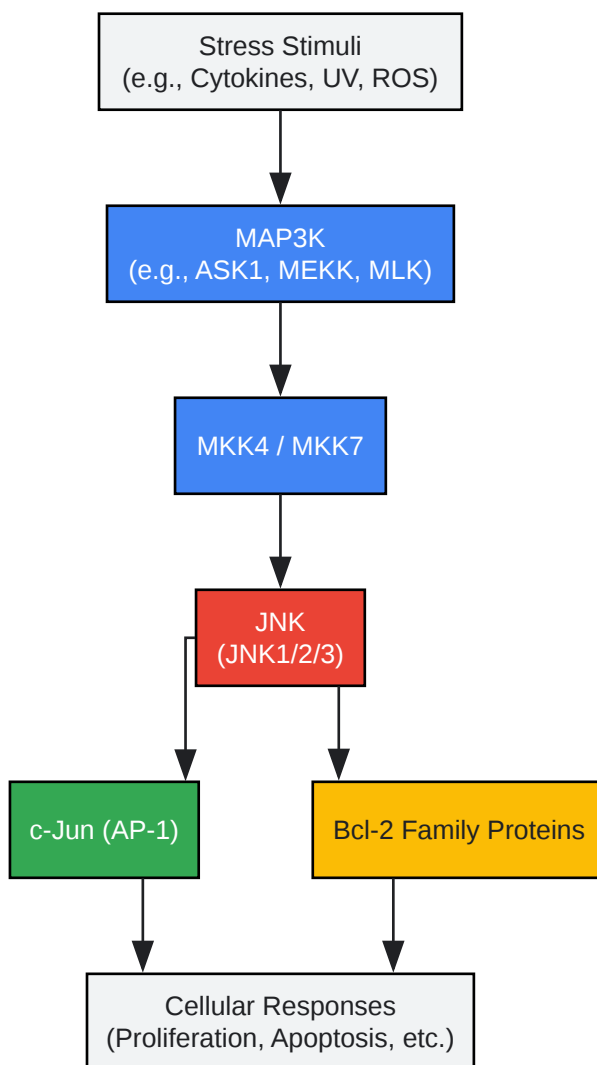 Stress Stimuli
(e.g., Cytokines, UV, ROS)
MAP3K
(e.g., ASK1, MEKK, MLK)
MKK4 / MKK7
JNK
(JNK1/2/3)
c-Jun (AP-1)
Bcl-2 Family Proteins
Cellular Responses
(Proliferation, Apoptosis, etc.)